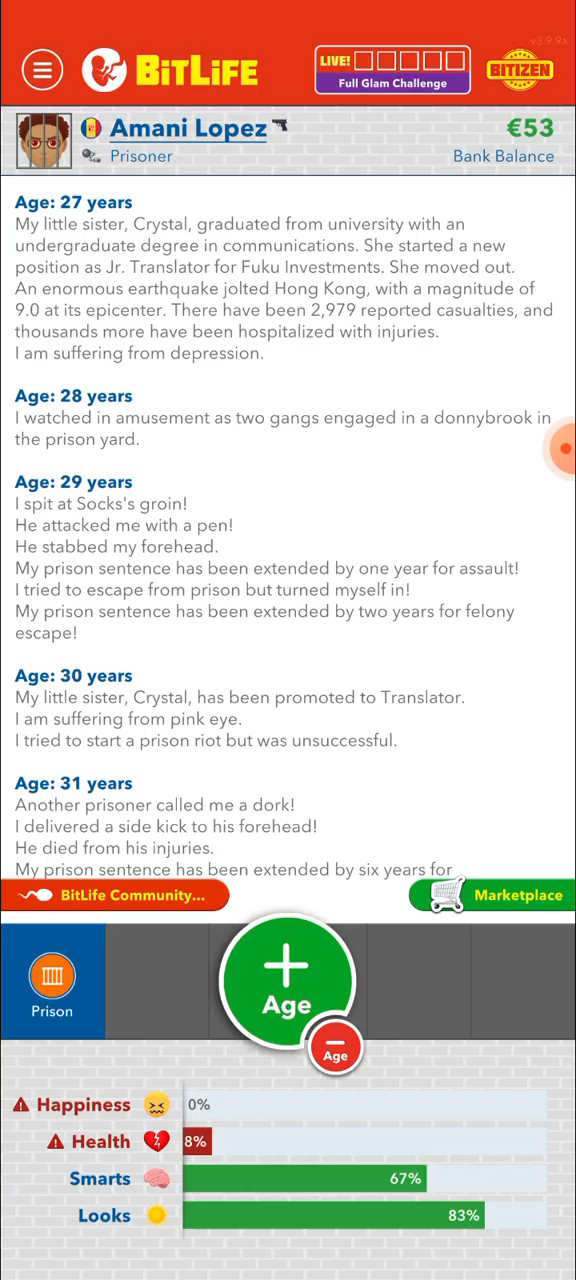 v3.9.9a
BITLIFE
LIVE!
Full Glam Challenge
BITIZEN
Amani Lopez
€53
Prisoner
Bank Balance
Age: 27 years
My little sister, Crystal, graduated from university with an
undergraduate degree in communications. She started a new
position as Jr. Translator for Fuku Investments. She moved out.
An enormous earthquake jolted Hong Kong, with a magnitude of
9.0 at its epicenter. There have been 2,979 reported casualties, and
thousands more have been hospitalized with injuries.
I am suffering from depression.
Age: 28 years
I watched in amusement as two gangs engaged in a donnybrook in
the prison yard.
Age: 29 years
I spit at Socks's groin!
He attacked me with a pen!
He stabbed my forehead.
My prison sentence has been extended by one year for assault!
I tried to escape from prison but turned myself in!
My prison sentence has been extended by two years for felony
escape!
Age: 30 years
My little sister, Crystal, has been promoted to Translator.
I am suffering from pink eye.
I tried to start a prison riot but was unsuccessful.
Age: 31 years
Another prisoner called me a dork!
I delivered a side kick to his forehead!
He died from his injuries.
My prison sentence has been extended by six years for
BitLife Community...
Marketplace
Prison
Age
Age
Happiness 0%
Health 8%
Smarts 67%
Looks 83%